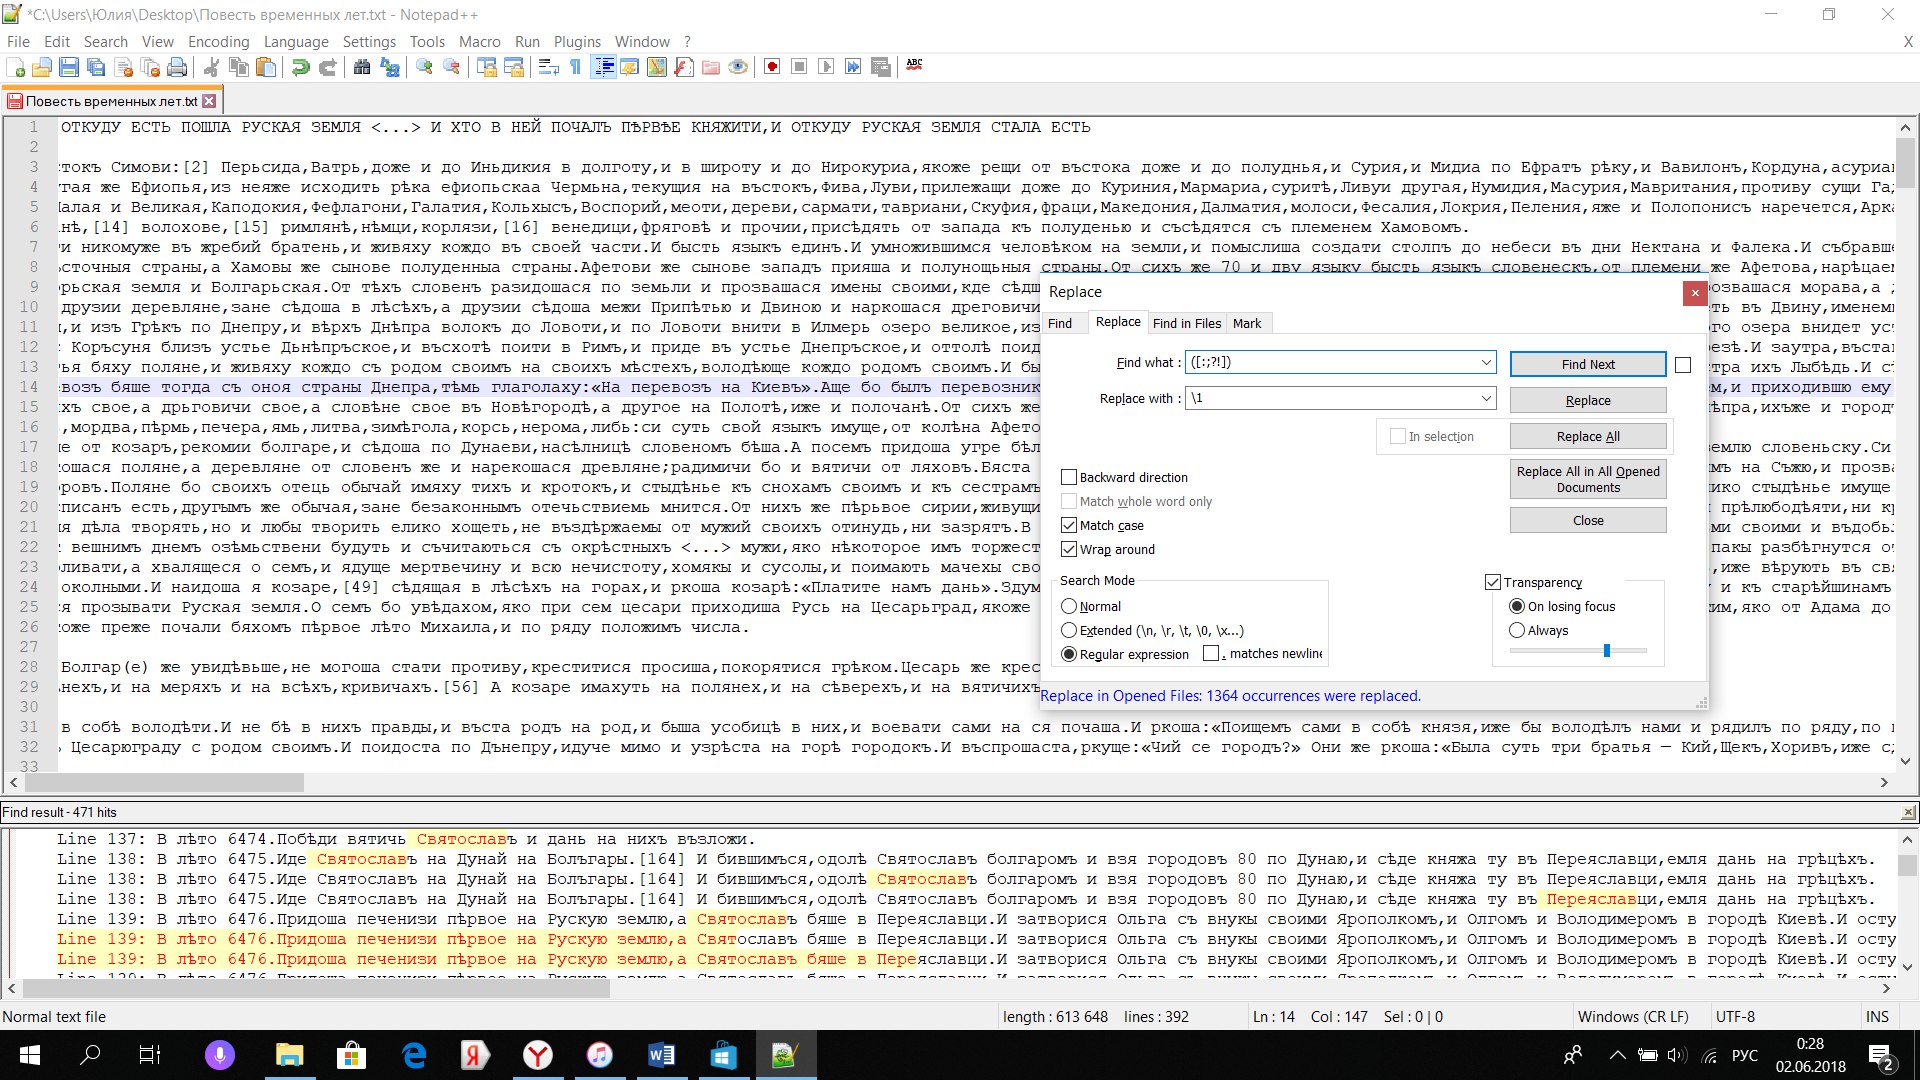 *C:\Users\Юлия\Desktop\Повесть временных лет.txt - Notepad++
File Edit Search View Encoding Language Settings Tools Macro Run Plugins Window ? X
Повесть временных лет.txt
1 ОТКУДУ ЕСТЬ ПОШЛА РУСКАЯ ЗЕМЛЯ <...> И ХТО В НЕЙ ПОЧАЛЪ ПѢРВѢЕ КНЯЖИТИ,И ОТКУДУ РУСКАЯ ЗЕМЛЯ СТАЛА ЕСТЬ
2
3 стокъ Симови:[2] Перьсида,Ватрь,доже и до Иньдикия в долготу,и в широту и до Нирокуриа,якоже рещи от въстока доже и до полуднья,и Сурия,и Мидиа по Ефратъ рѣку,и Вавилонъ,Кордуна,асуриа
4 угая же Ефиопья,из неяже исходить рѣка ефиопьскаа Чермьна,текущия на въстокъ,Фива,Луви,прилежащи доже до Куриния,Мармариа,суритѣ,Ливуи другая,Нумидия,Масурия,Мавритания,противу сущи
5 Малая и Великая,Каподокия,Фефлагони,Галатия,Кольхысъ,Воспорий,меоти,дереви,сармати,тавриани,Скуфия,фраци,Македония,Далматия,молоси,Фесалия,Локрия,Пеления,яже и Полопонисъ наречется,Арка
6 нѣ,[14] волохове,[15] римлянѣ,нѣмци,корлязи,[16] венедици,фряговѣ и прочии,присѣдять от запада къ полуденью и съсѣдятся съ племенем Хамовомъ.
7 и никомуже въ жребий братень,и живяху кождо въ своей части.И бысть языкъ единъ.И умножившимся человѣком на земли,и помыслиша создати столпъ до небеси въ дни Нектана и Фалека.И събравше
8 ъсточныя страны,а Хамовы же сынове полуденныа страны.Афетови же сынове западъ прияша и полунощьныя страны.От сихъ же 70 и дву языку бысть языкъ словенескъ,от племени же Афетова,нарѣцаем
9 орьская земля и Болгарьская.От тѣхъ словенъ разидошася по земьли и прозвашася имены своими,кде сѣдш розвашася морава,а
10 друзии деревляне,зане сѣдоша в лѣсѣхъ,а друзии сѣдоша межи Припѣтью и Двиною и наркошася дреговичи ть въ Двину,именем
11 и,и изъ Грѣкъ по Днепру,и вѣрхъ Днѣпра волокъ до Ловоти,и по Ловоти внити в Илмерь озеро великое,из ого озера внидет ус
12 Коръсуня близъ устье Дьнѣпрьское,и въсхотѣ поити в Римъ,и приде въ устье Днепрьское,и оттолѣ поид езѣ.И заутра,въста
13 ья бяху поляне,и живяху кождо съ родом своимъ на своихъ мѣстехъ,володѣюще кождо родомъ своимъ.И бы тра ихъ Лыбѣдь.И с
14 евозъ бяше тогда съ оноя страны Днепра,тѣмь глаголаху:«На перевозъ на Киевъ».Аще бо былъ перевозник м,и приходившю ему
15 хъ свое,а дрьговичи свое,а словѣне свое въ Новѣгородѣ,а другое на Полотѣ,иже и полочанѣ.От сихъ же ѣпра,ихъже и город
16 ,мордва,пѣрмь,печера,ямь,литва,зимѣгола,корсь,нерома,либь:си суть свой языкъ имуще,от колѣна Афето
17 е от козаръ,рекомии болгаре,и сѣдоша по Дунаеви,насѣлницѣ словеномъ бѣша.А посемъ придоша угре бѣл землю словеньску.Си
18 ошася поляне,а деревляне от словенъ же и нарекошася древляне;радимичи бо и вятичи от ляховъ.Бяста мъ на Съжю,и прозва
19 ровъ.Поляне бо своихъ отець обычай имяху тихъ и кротокъ,и стыдѣнье къ снохамъ своимъ и къ сестрамъ ико стыдѣнье имуще
20 писанъ есть,другымъ же обычая,зане безаконнымъ отечьствиемь мнится.От нихъ же пѣрьвое сирии,живущи прѣлюбодѣяти,ни к
21 я дѣла творять,но и любы творить елико хощеть,не въздѣржаемы от мужий своихъ отинудь,ни зазрятъ.В ми своими и въдобь
22 вешнимъ днемъ озѣмьствени будуть и съчитаються съ окрѣстныхъ <...> мужи,яко нѣкоторое имъ торжест пакы разбѣгнутся о
23 ливати,а хвалящеся о семъ,и ядуще мертвечину и всю нечистоту,хомякы и сусолы,и поимають мачехы сво ,иже вѣрують въ св
24 околными.И наидоша я козаре,[49] сѣдящая в лѣсѣхъ на горах,и ркоша козарѣ:«Платите намъ дань».Здум у и къ старѣйшинамъ
25 ся прозывати Руская земля.О семъ бо увѣдахом,яко при сем цесари приходиша Русь на Цесарьград,якоже им,яко от Адама до
26 оже преже почали бяхомъ пѣрвое лѣто Михаила,и по ряду положимъ числа.
27
28 Болгар(е) же увидѣвьше,не могоша стати противу,креститися просиша,покорятися грѣком.Цесарь же крес
29 ьнехъ,и на меряхъ и на всѣхъ,кривичахъ.[56] А козаре имахуть на полянех,и на сѣверехъ,и на вятичихъ
30
31 в собѣ володѣти.И не бѣ в нихъ правды,и въста родъ на род,и быша усобицѣ в них,и воевати сами на ся почаша.И ркоша:«Поищемъ сами в собѣ князя,иже бы володѣлъ нами и рядилъ по ряду,по
32 Цесарюграду с родом своимъ.И поидоста по Дънепру,идуче мимо и узрѣста на горѣ городокъ.И въспрошаста,ркуще:«Чий се городъ?» Они же ркоша:«Была суть три братья — Кий,Щекъ,Хоривъ,иже
33
Replace
Find Replace Find in Files Mark
Find what : ([:;?!]) Find Next
Replace with : \1 Replace
In selection Replace All
Replace All in All Opened Documents
Close
Backward direction
Match whole word only
Match case
Wrap around
Search Mode
Normal
Extended (\n, \r, \t, \0, \x...)
Regular expression . matches newline
Transparency
On losing focus
Always
Replace in Opened Files: 1364 occurrences were replaced.
Find result - 471 hits
Line 137: В лѣто 6474.Побѣди вятичь Святославъ и дань на нихъ възложи.
Line 138: В лѣто 6475.Иде Святославъ на Дунай на Болъгары.[164] И бившимъся,одолѣ Святославъ болгаромъ и взя городовъ 80 по Дунаю,и сѣде княжа ту въ Переяславци,емля дань на грѣцѣхъ.
Line 138: В лѣто 6475.Иде Святославъ на Дунай на Болъгары.[164] И бившимъся,одолѣ Святославъ болгаромъ и взя городовъ 80 по Дунаю,и сѣде княжа ту въ Переяславци,емля дань на грѣцѣхъ.
Line 138: В лѣто 6475.Иде Святославъ на Дунай на Болъгары.[164] И бившимъся,одолѣ Святославъ болгаромъ и взя городовъ 80 по Дунаю,и сѣде княжа ту въ Переяславци,емля дань на грѣцѣхъ.
Line 139: В лѣто 6476.Придоша печенизи пѣрвое на Рускую землю,а Святославъ бяше в Переяславци.И затворися Ольга съ внукы своими Ярополкомъ,и Олгомъ и Володимеромъ в городѣ Киевѣ.И осту
Line 139: В лѣто 6476.Придоша печенизи пѣрвое на Рускую землю,а Святославъ бяше в Переяславци.И затворися Ольга съ внукы своими Ярополкомъ,и Олгомъ и Володимеромъ в городѣ Киевѣ.И осту
Line 139: В лѣто 6476.Придоша печенизи пѣрвое на Рускую землю,а Святославъ бяше в Переяславци.И затворися Ольга съ внукы своими Ярополкомъ,и Олгомъ и Володимеромъ в городѣ Киевѣ.И осту
Normal text file length : 613 648 lines : 392 Ln : 14 Col : 147 Sel : 0 | 0 Windows (CR LF) UTF-8 INS
РУС 0:28
02.06.2018 2